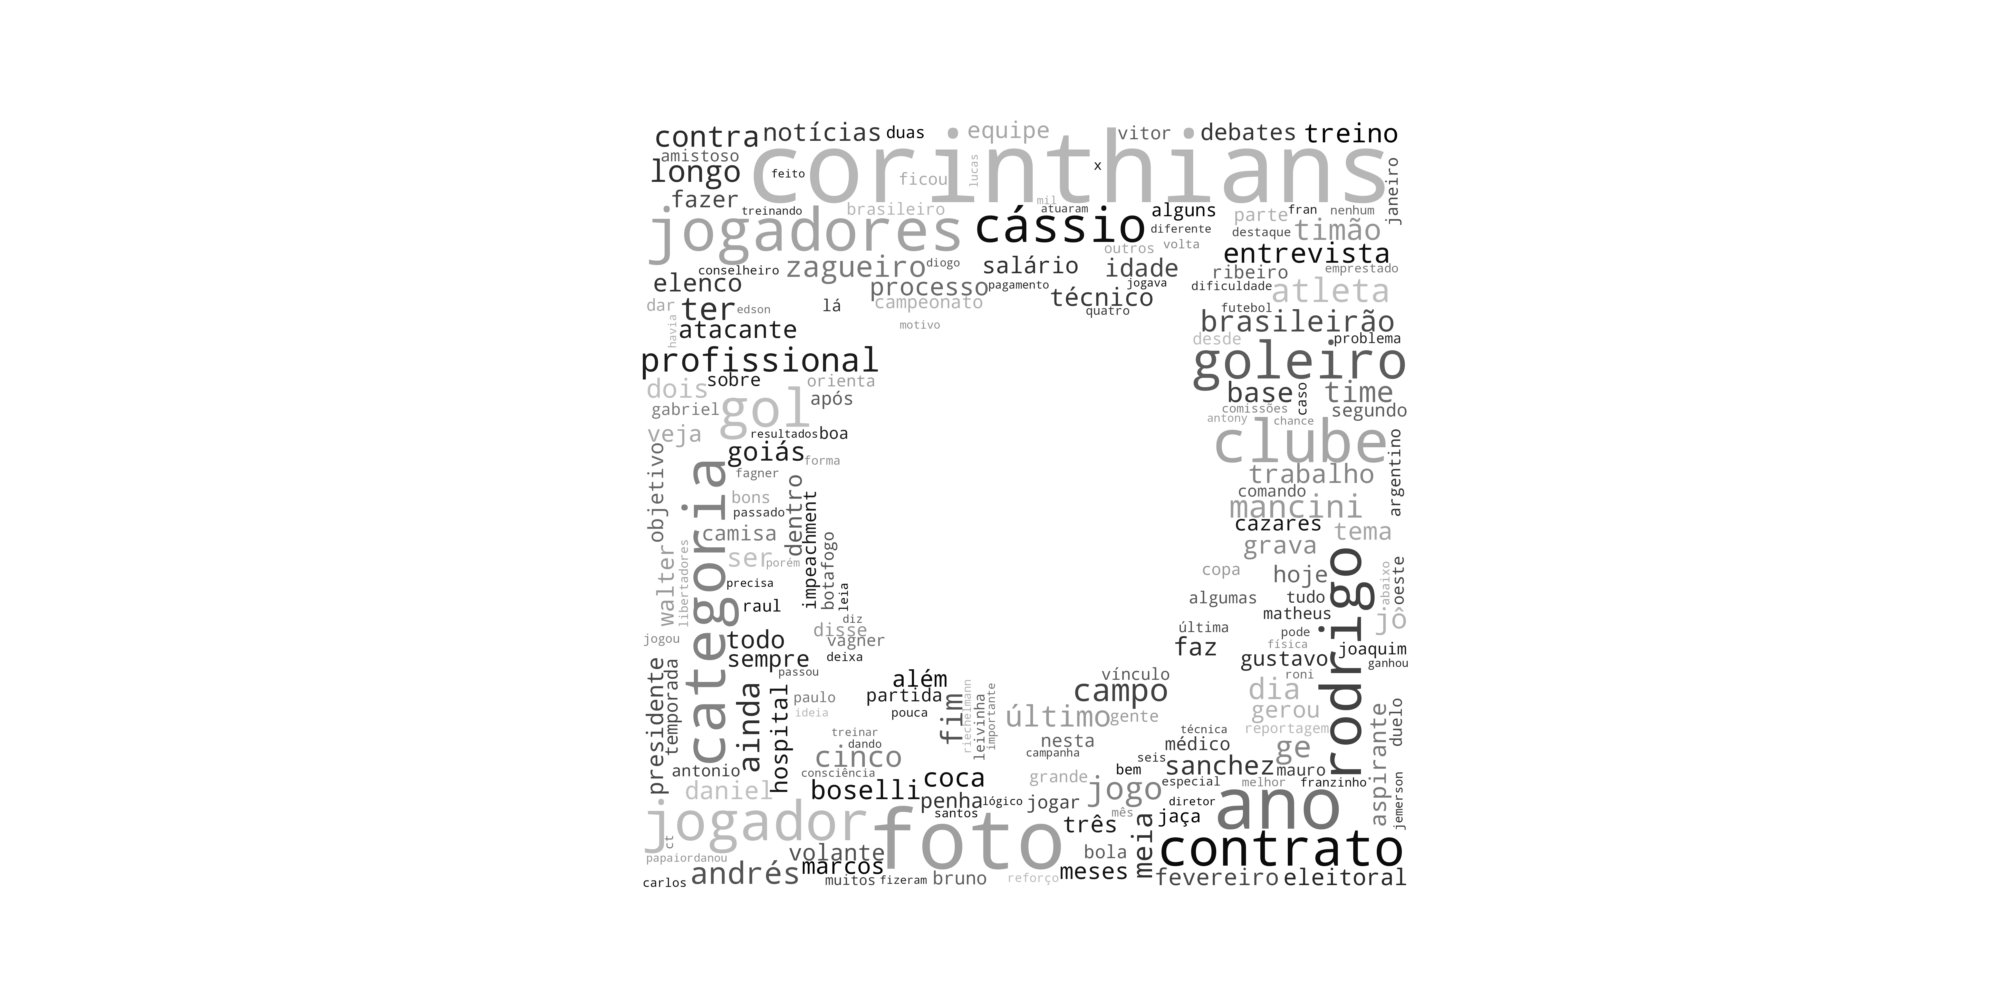 contra notícias duas equipe vitor debates treino
amistoso
longo feito corinthians
ficou lucas x janeiro
fazer treinando brasileiro mil atuaram alguns parte fran nenhum
jogadores cássio diferente destaque timão
outros volta
conselheiro zagueiro diogo salário idade entrevista
elenco processo pagamento jogava ribeiro emprestado
dificuldade atleta
dar ter edson lá campeonato técnico
quatro futebol
havia atacante motivo brasileirão
desde problema
profissional goleiro
dois sobre orienta base caso time
gabriel gol após comissões segundo
antony chance
veja resultados boa clube
objetivo goiás forma argentino
fagner trabalho
categoria bons dentro comando
passado impeachment mancini
camisa botafogo cazares tema
walter libertadores ser porém grava
precisa leia copa hoje rodrigo abaixo oeste
raul algumas tudo
matheus jô
diz
jogou todo disse última pode
vagner física joaquim
sempre deixa faz gustavo ganhou
presidente temporada passou vínculo roni
além campo dia
ainda hospital paulo partida
ideia pouca fim riechelmann leivinha importante último gente gerou
reportagem aspirante duelo
treinar nesta técnica
dando médico ge
cinco campanha seis
antonio consciência bem sanchez mauro
daniel boselli coca grande jogo especial melhor franzinho
penha lógico jogar diretor ano jemerson
jogador santos mês
foto três meia jaça
ct
papaiordanou volante bola contrato
marcos
carlos andrés muitos fizeram bruno reforço meses fevereiro eleitoral